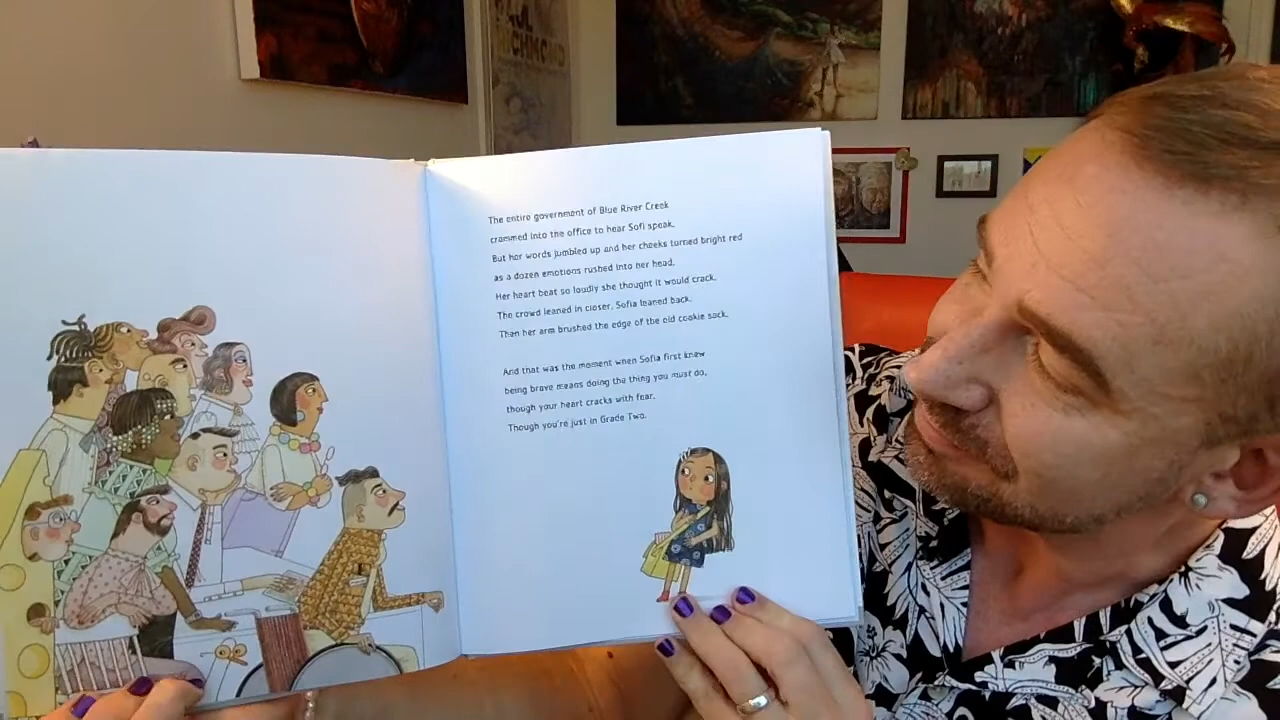 RICHMOND
The entire government of Blue River Creek
crammed into the office to hear Sofi speak.
But her words jumbled up and her cheeks turned bright red
as a dozen emotions rushed into her head.
Her heart beat so loudly she thought it would crack.
The crowd leaned in closer. Sofia leaned back.
Then her arm brushed the edge of the old cookie sack.
And that was the moment when Sofia first knew
being brave means doing the thing you must do,
though your heart cracks with fear.
Though you're just in Grade Two.